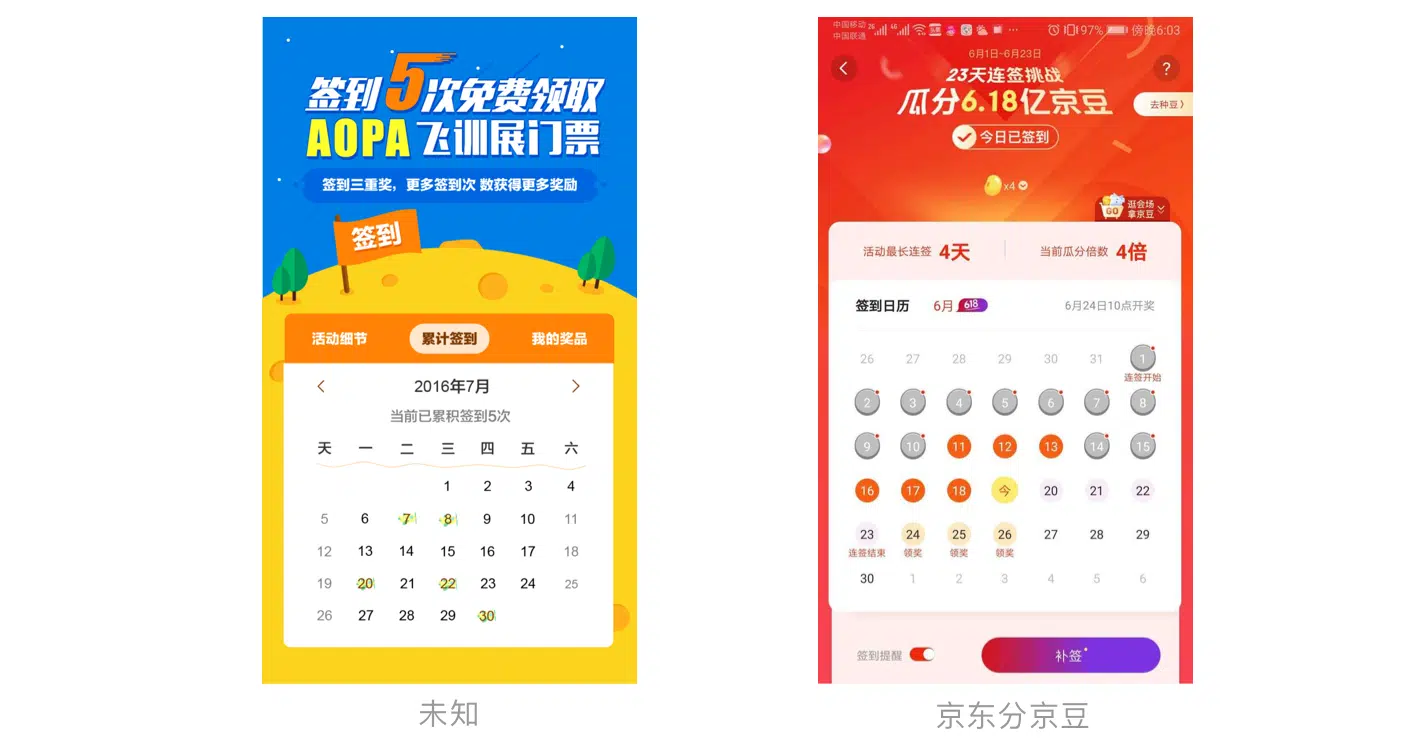 签到5次免费领取
AOPA飞训展门票
签到三重奖，更多签到次 数获得更多奖励
签到
活动细节 累计签到 我的奖品
2016年7月
当前已累积签到5次
天 一 二 三 四 五 六
1 2 3 4
5 6 7 8 9 10 11
12 13 14 15 16 17 18
19 20 21 22 23 24 25
26 27 28 29 30
未知
中国移动 2G 4G 97% 傍晚6:03
中国联通
6月1日-6月23日
23天连签挑战
?
瓜分6.18亿京豆
去种豆
今日已签到
x4
GO
逛会场
拿京豆
活动最长连签 4天 当前瓜分倍数 4倍
签到日历 6月 618 6月24日10点开奖
26 27 28 29 30 31 1
连签开始
2 3 4 5 6 7 8
9 10 11 12 13 14 15
16 17 18 今 20 21 22
23 24 25 26 27 28 29
连签结束 领奖 领奖 领奖
30 1 2 3 4 5 6
签到提醒 补签
京东分京豆